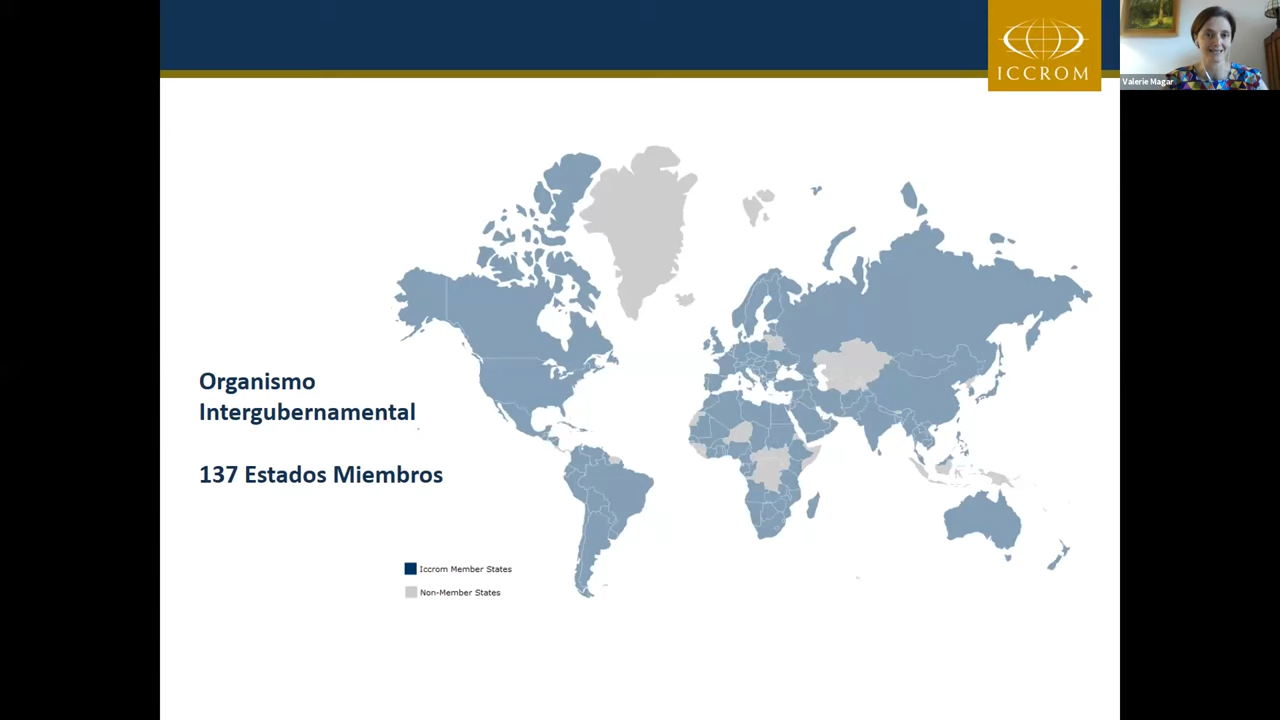 ICCROM
Valerie Magar
Organismo
Intergubernamental
137 Estados Miembros
Iccrom Member States
Non-Member States